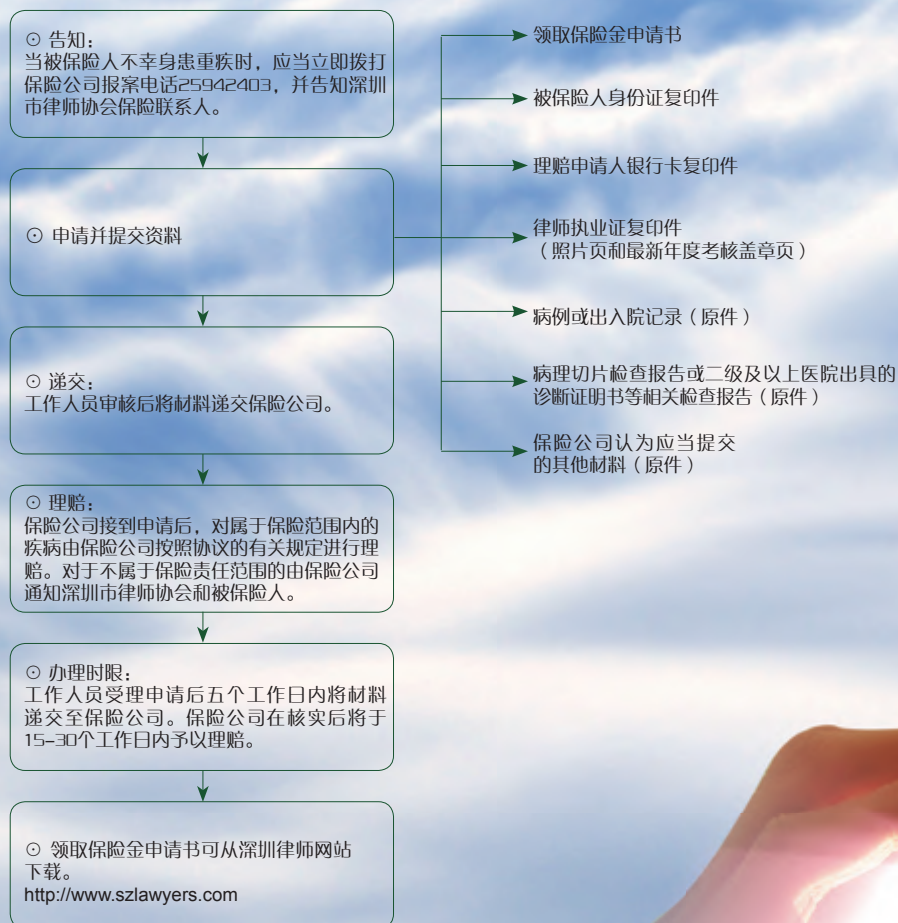 ⊙ 告知：
当被保险人不幸身患重疾时，应当立即拨打
保险公司报案电话25942403，并告知深圳
市律师协会保险联系人。
⊙ 申请并提交资料
领取保险金申请书
被保险人身份证复印件
理赔申请人银行卡复印件
律师执业证复印件
（照片页和最新年度考核盖章页）
病例或出入院记录（原件）
病理切片检查报告或二级及以上医院出具的
诊断证明书等相关检查报告（原件）
保险公司认为应当提交
的其他材料（原件）
⊙ 递交：
工作人员审核后将材料递交保险公司。
⊙ 理赔：
保险公司接到申请后，对属于保险范围内的
疾病由保险公司按照协议的有关规定进行理
赔。对于不属于保险责任范围的由保险公司
通知深圳市律师协会和被保险人。
⊙ 办理时限：
工作人员受理申请后五个工作日内将材料
递交至保险公司。保险公司在核实后将于
15-30个工作日内予以理赔。
⊙ 领取保险金申请书可从深圳律师网站
下载。
http://www.szlawyers.com